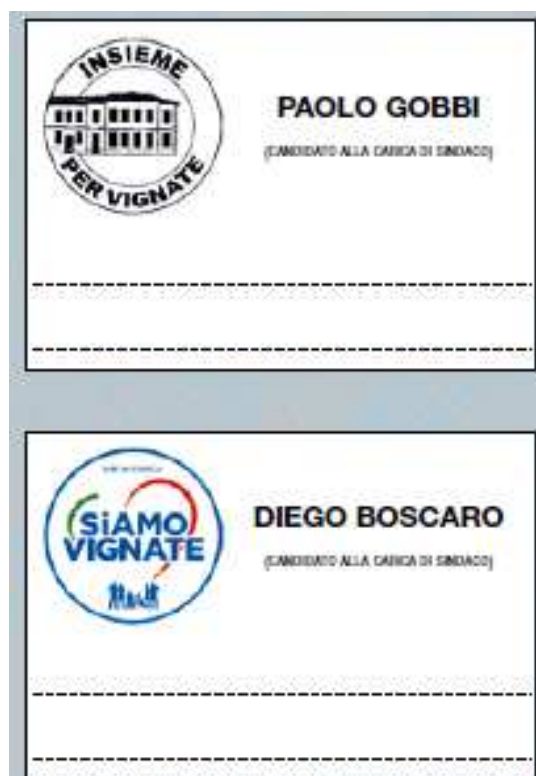 INSIEME
PER VIGNATE
PAOLO GOBBI
(CANDIDATO ALLA CARICA DI SINDACO)
SiAMO
VIGNATE
DIEGO BOSCARO
(CANDIDATO ALLA CARICA DI SINDACO)